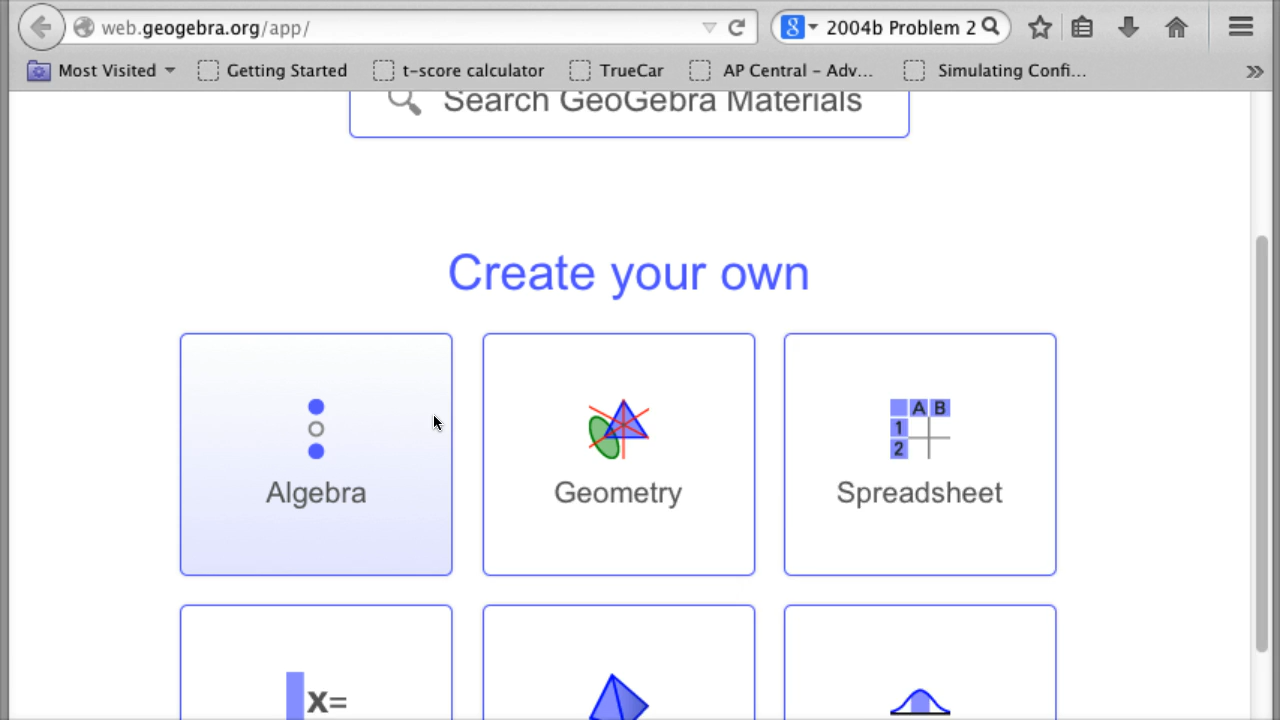 web.geogebra.org/app/
8 2004b Problem 2
Most Visited Getting Started t-score calculator TrueCar AP Central – Adv... Simulating Confi...
Search GeoGebra Materials
Create your own
Algebra Geometry Spreadsheet
A B
1
2
x=